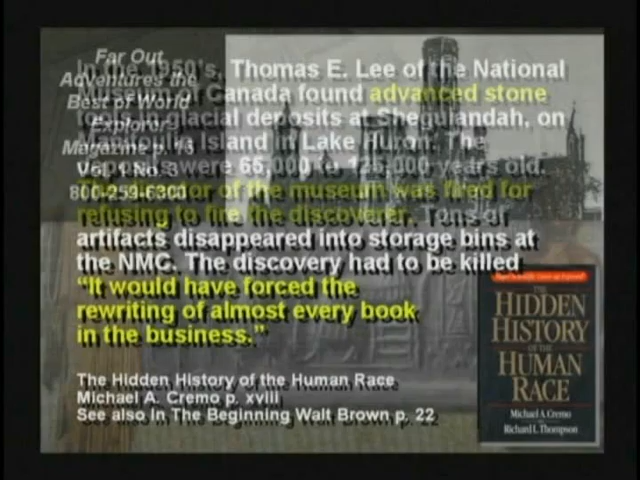 Far Out
Adventures the
Best of World
Explorer
Magazine p. 16
Vol. 1 No. 3
800-259-6300
In the 1950's, Thomas E. Lee of the National
Museum of Canada found advanced stone
tools in glacial deposits at Sheguiandah, on
Manitoulin Island in Lake Huron. The
deposits were 65,000 to 125,000 years old.
The director of the museum was fired for
refusing to fire the discoverer. Tons of
artifacts disappeared into storage bins at
the NMC. The discovery had to be killed
“It would have forced the
rewriting of almost every book
in the business.”
The Hidden History of the Human Race
Michael A. Cremo p. xviii
See also In The Beginning Walt Brown p. 22
THE
HIDDEN
HISTORY
OF THE
HUMAN
RACE
Michael A. Cremo
Richard L. Thompson